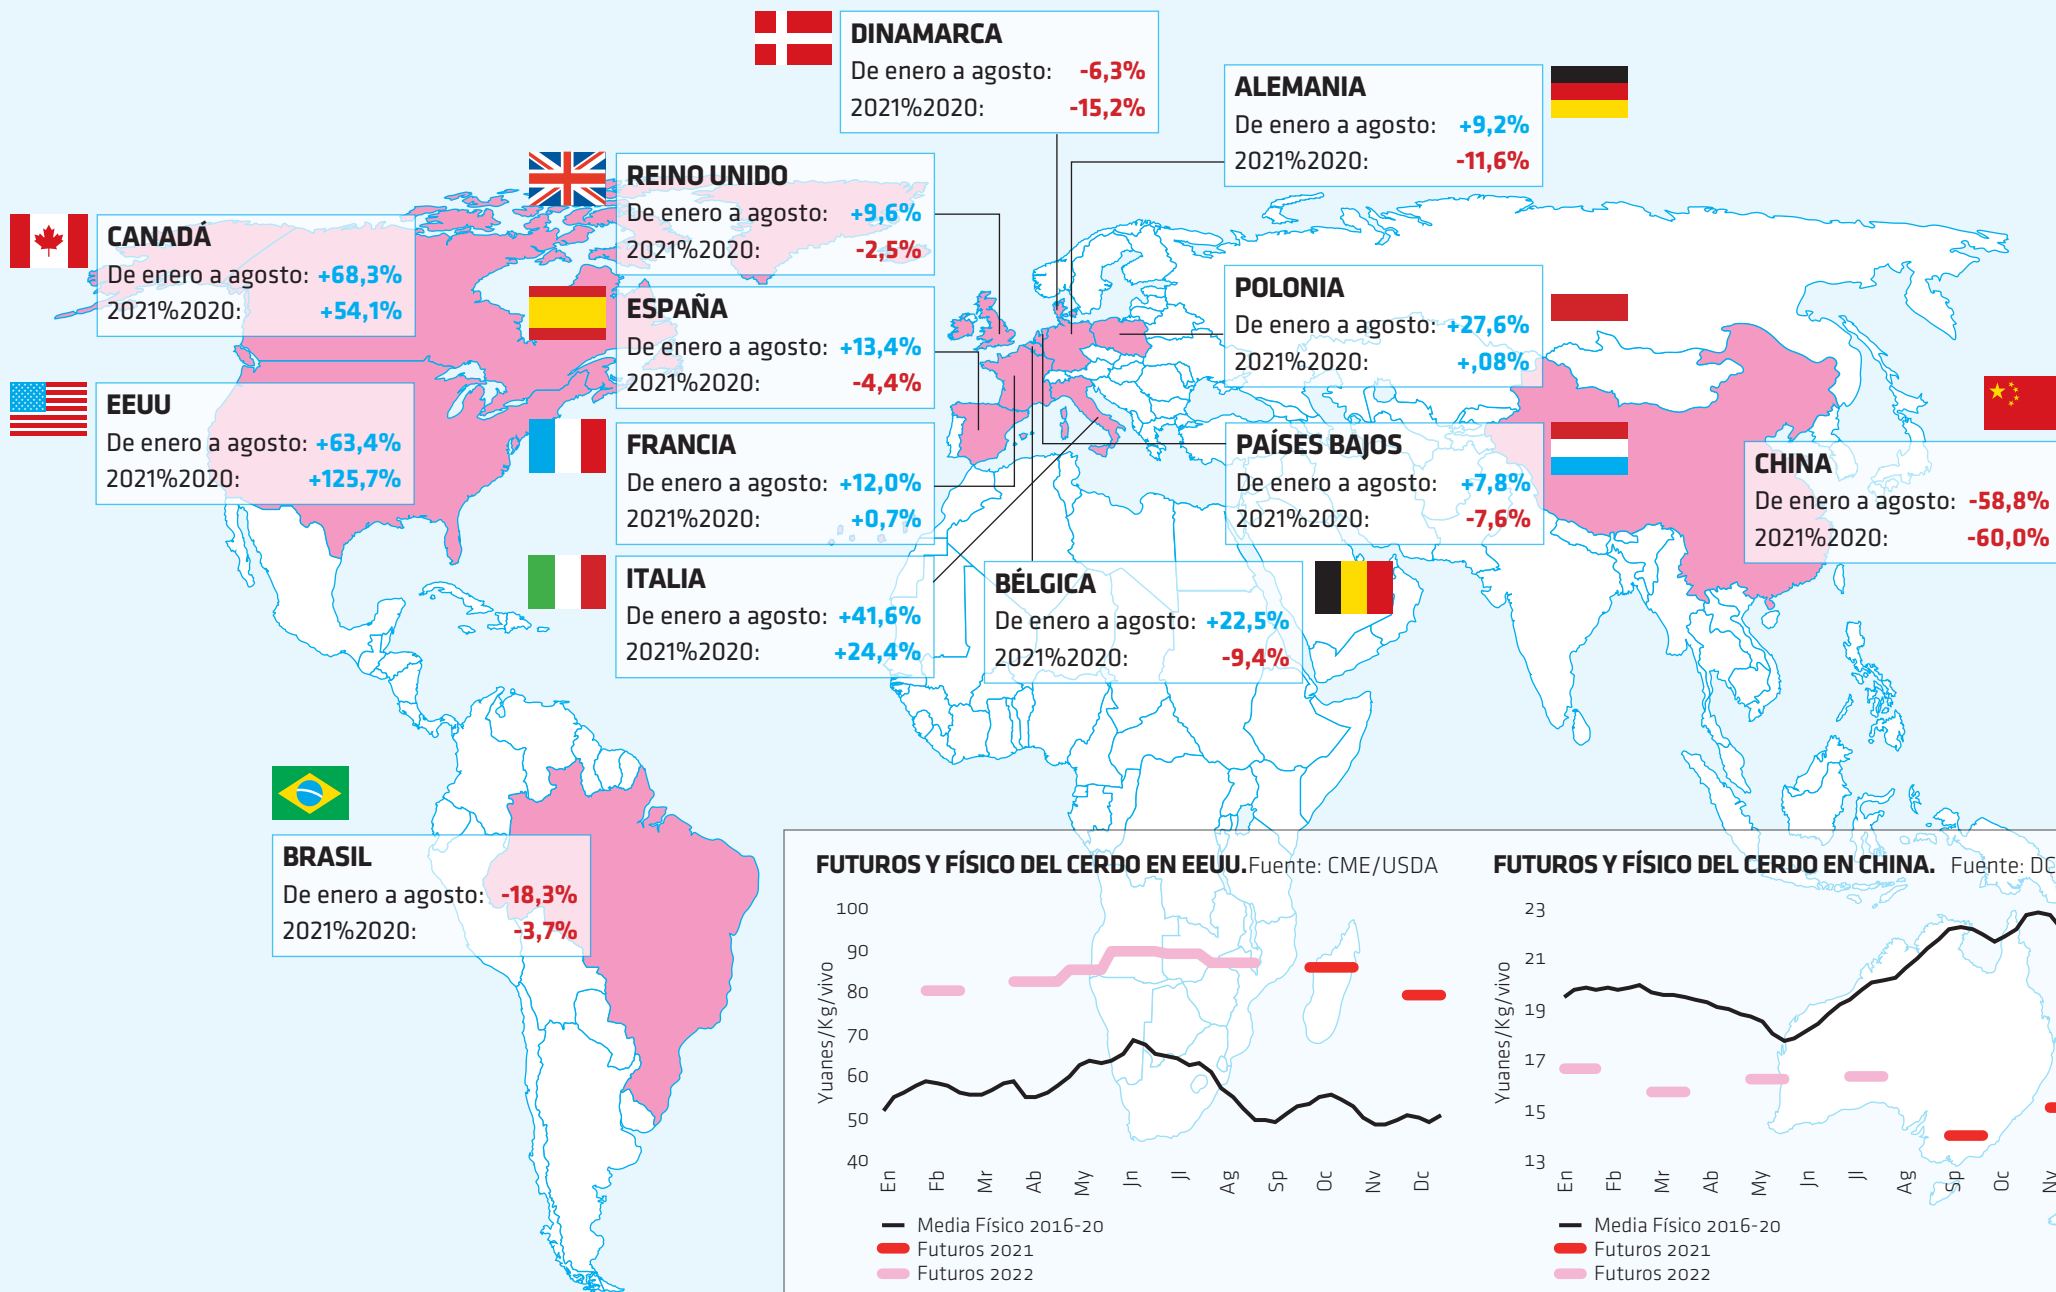 DINAMARCA
De enero a agosto: -6,3%
2021%2020: -15,2%
ALEMANIA
De enero a agosto: +9,2%
2021%2020: -11,6%
REINO UNIDO
De enero a agosto: +9,6%
2021%2020: -2,5%
CANADÁ
De enero a agosto: +68,3%
2021%2020: +54,1%
ESPAÑA
De enero a agosto: +13,4%
2021%2020: -4,4%
POLONIA
De enero a agosto: +27,6%
2021%2020: +,08%
EEUU
De enero a agosto: +63,4%
2021%2020: +125,7%
FRANCIA
De enero a agosto: +12,0%
2021%2020: +0,7%
PAÍSES BAJOS
De enero a agosto: +7,8%
2021%2020: -7,6%
CHINA
De enero a agosto: -58,8%
2021%2020: -60,0%
ITALIA
De enero a agosto: +41,6%
2021%2020: +24,4%
BÉLGICA
De enero a agosto: +22,5%
2021%2020: -9,4%
BRASIL
De enero a agosto: -18,3%
2021%2020: -3,7%
FUTUROS Y FÍSICO DEL CERDO EN EEUU. Fuente: CME/USDA
Yuanes/Kg/vivo
100
90
80
70
60
50
40
En Fb Mr Ab My Jn Jl Ag Sp Oc Nv Dc
Media Físico 2016-20
Futuros 2021
Futuros 2022
FUTUROS Y FÍSICO DEL CERDO EN CHINA. Fuente: DC
Yuanes/Kg/vivo
23
21
19
17
15
13
En Fb Mr Ab My Jn Jl Ag Sp Oc Nv
Media Físico 2016-20
Futuros 2021
Futuros 2022